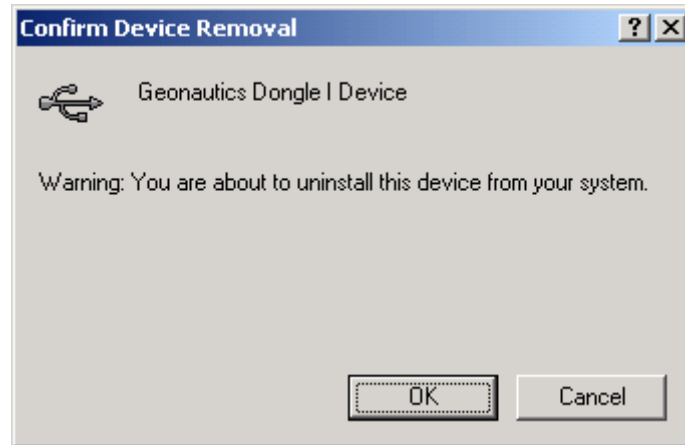 Confirm Device Removal
Geonautics Dongle I Device
Warning: You are about to uninstall this device from your system.
OK
Cancel